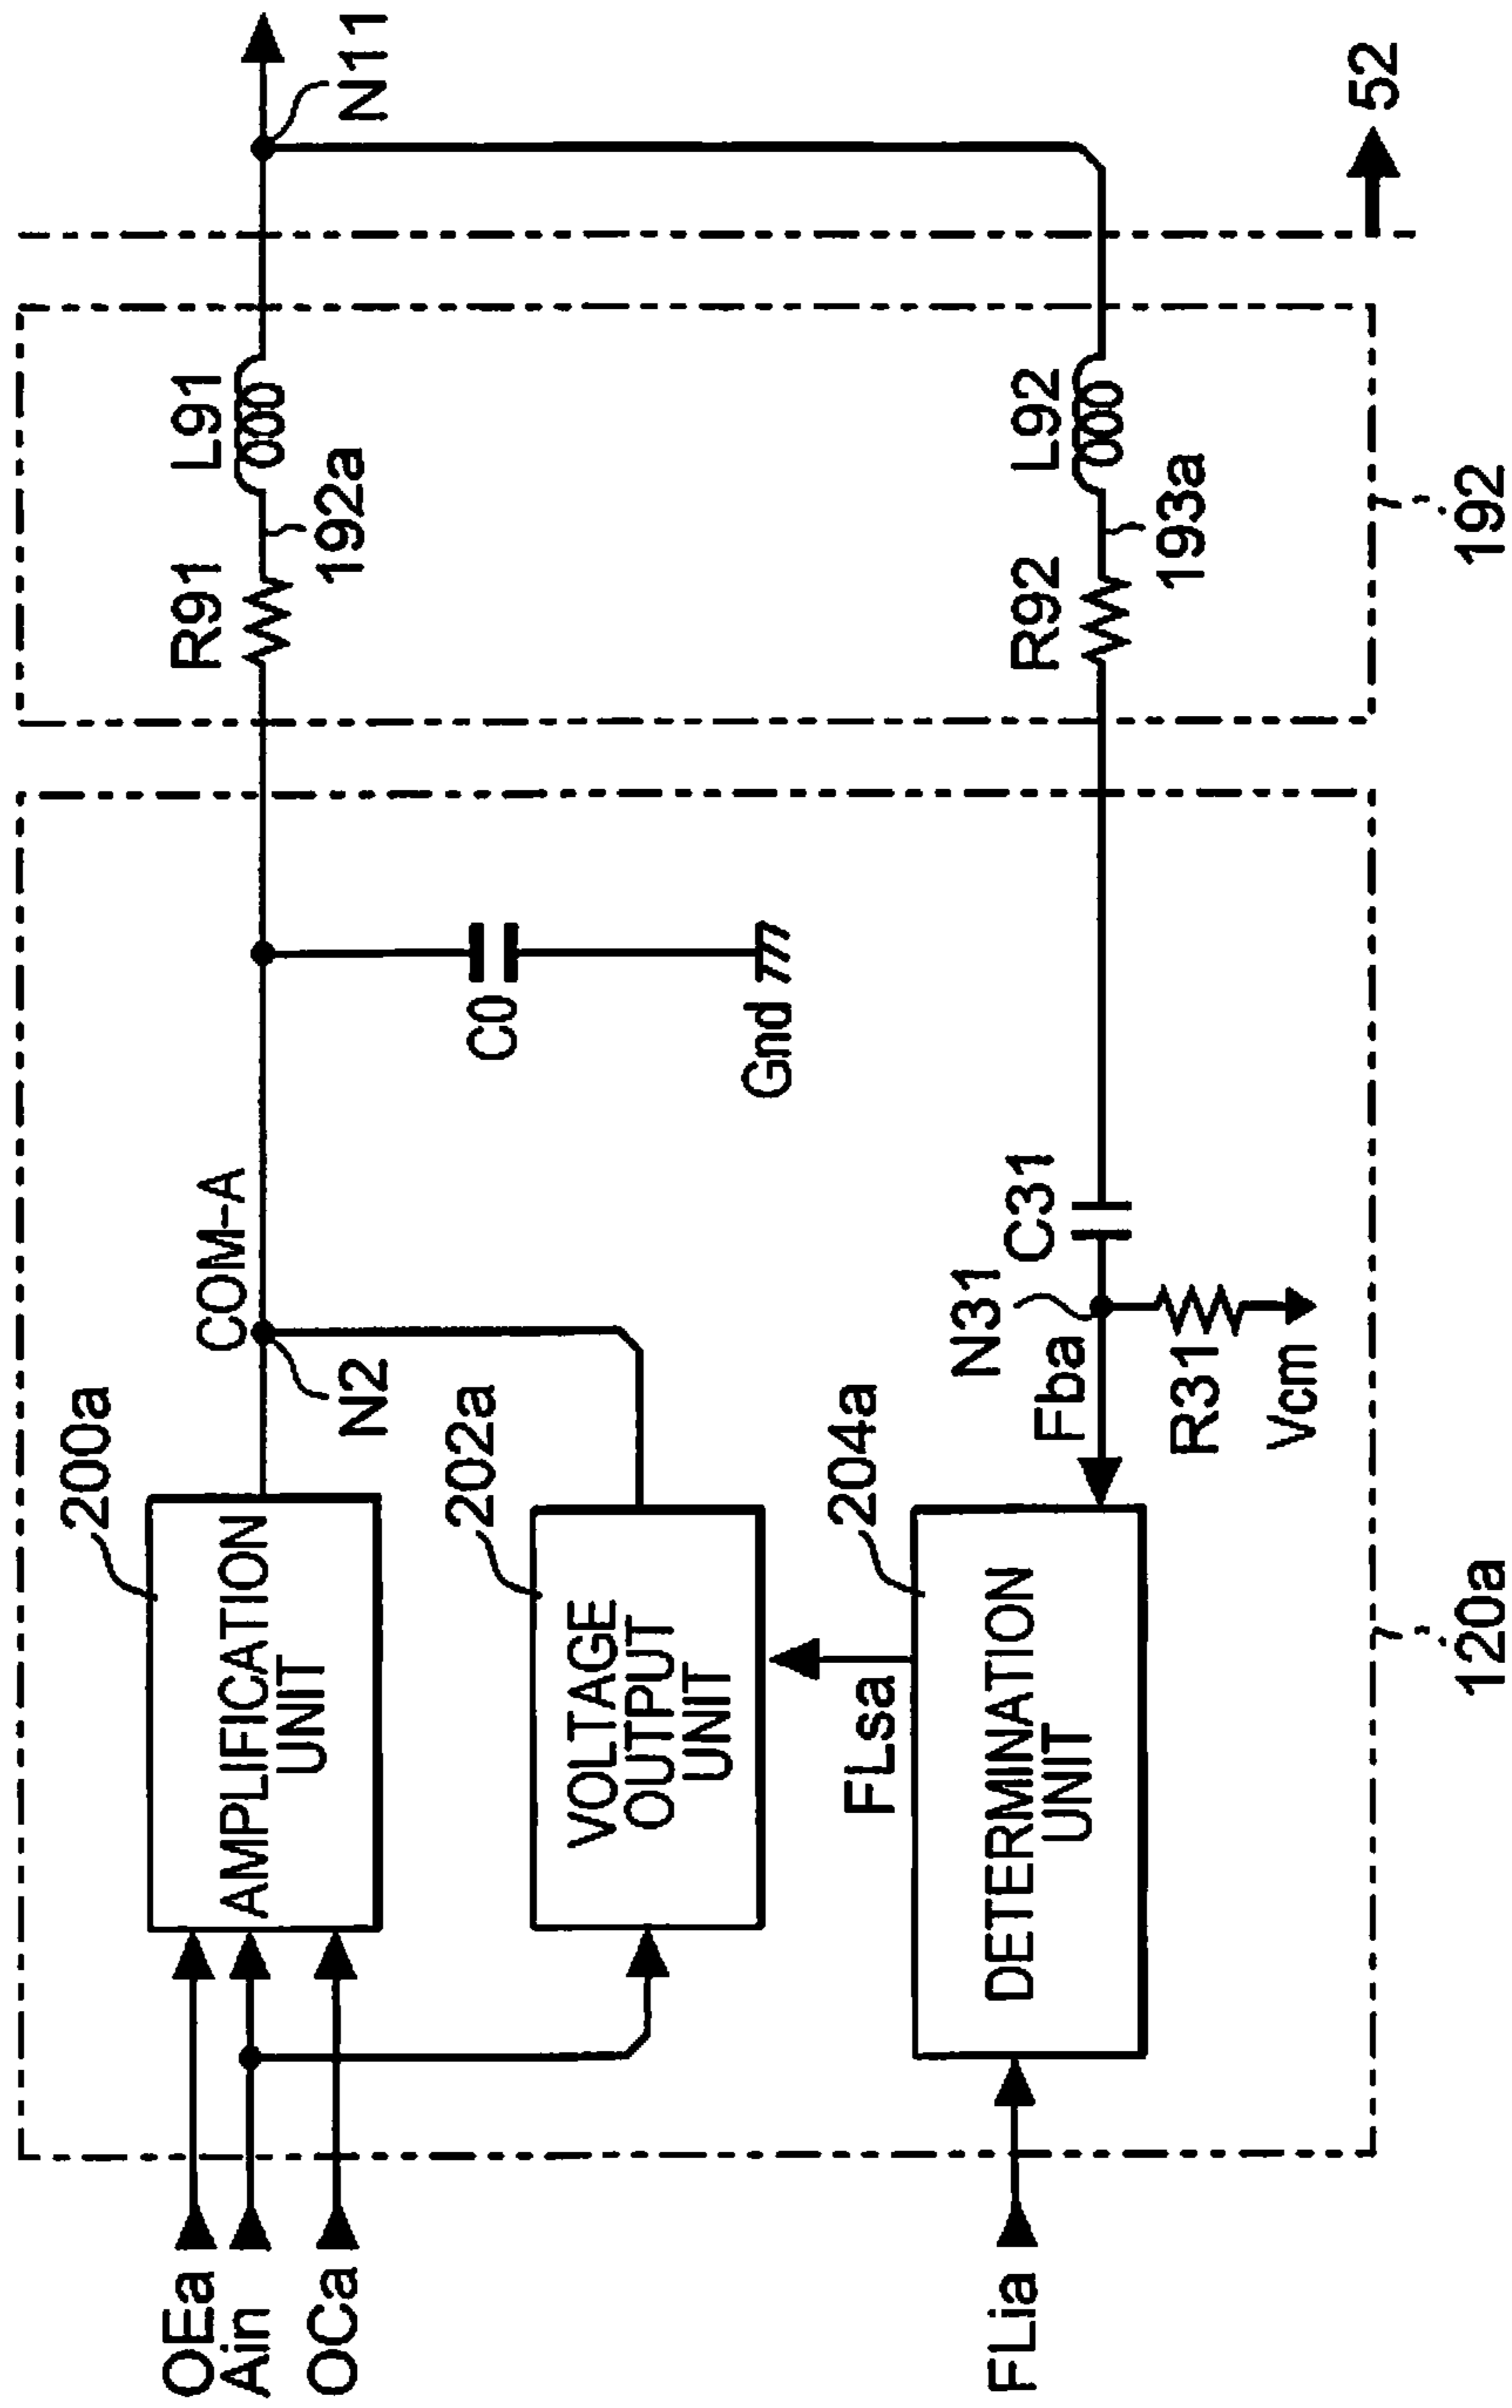 OEa
Ain
OCa
FLia
200a
AMPLIFICATION
UNIT
202a
VOLTAGE
OUTPUT
UNIT
204a
DETERMINATION
UNIT
FLsa
COM-A
N2
C0
Gnd
N31
C31
Fba
R31
Vcm
120a
R91
L91
192a
R92
L92
193a
192
N11
52